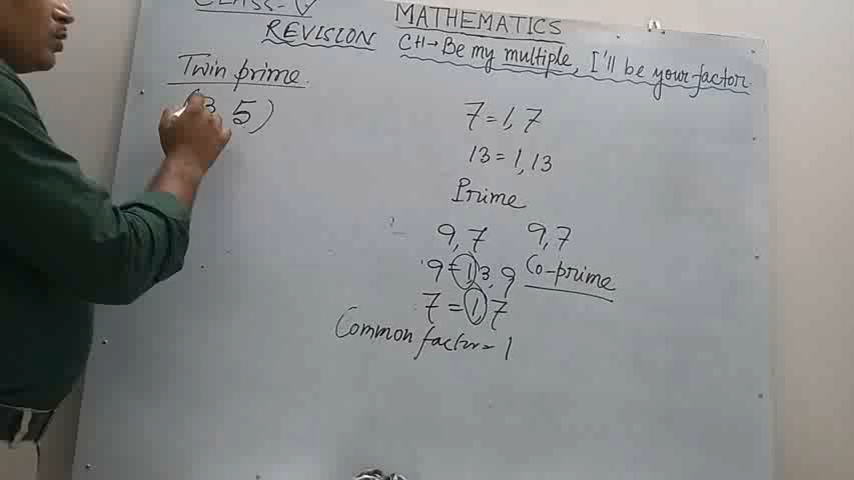 CLASS-V
MATHEMATICS
REVISION
CH→Be my multiple, I'll be your factor
Twin prime.
(3, 5)
7 = 1, 7
13 = 1, 13
Prime
9, 7
9, 7
9 = 1, 3, 9
Co-prime
7 = 1, 7
Common factor = 1